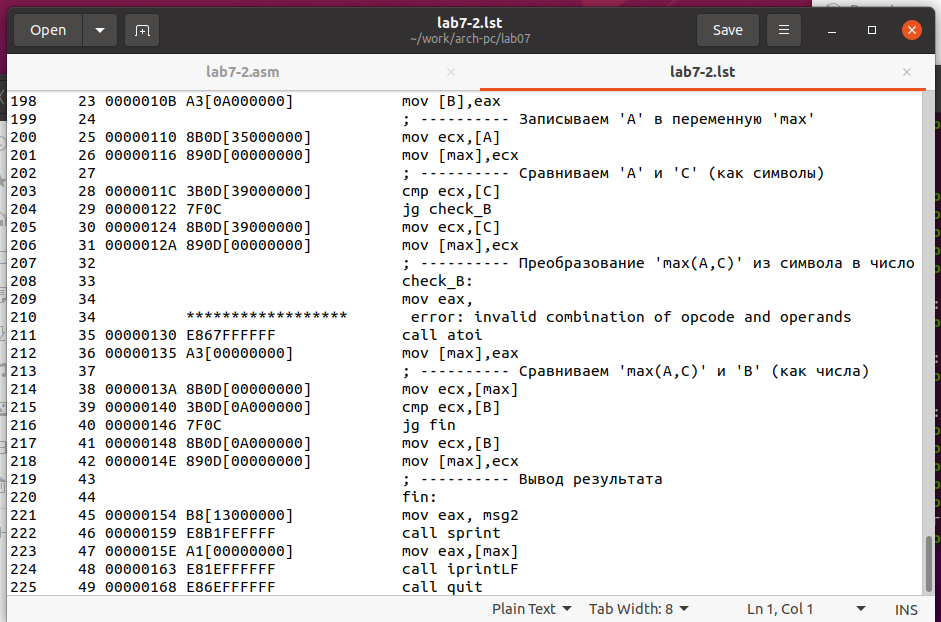 Open
lab7-2.lst
~/work/arch-pc/lab07
Save
lab7-2.asm
lab7-2.lst
198 23 0000010B A3[0A000000] mov [B],eax
199 24 ; ---------- Записываем 'A' в переменную 'max'
200 25 00000110 8B0D[35000000] mov ecx,[A]
201 26 00000116 890D[00000000] mov [max],ecx
202 27 ; ---------- Сравниваем 'A' и 'C' (как символы)
203 28 0000011C 3B0D[39000000] cmp ecx,[C]
204 29 00000122 7F0C jg check_B
205 30 00000124 8B0D[39000000] mov ecx,[C]
206 31 0000012A 890D[00000000] mov [max],ecx
207 32 ; ---------- Преобразование 'max(A,C)' из символа в число
208 33 check_B:
209 34 mov eax,
210 34 ****************** error: invalid combination of opcode and operands
211 35 00000130 E867FFFFFF call atoi
212 36 00000135 A3[00000000] mov [max],eax
213 37 ; ---------- Сравниваем 'max(A,C)' и 'B' (как числа)
214 38 0000013A 8B0D[00000000] mov ecx,[max]
215 39 00000140 3B0D[0A000000] cmp ecx,[B]
216 40 00000146 7F0C jg fin
217 41 00000148 8B0D[0A000000] mov ecx,[B]
218 42 0000014E 890D[00000000] mov [max],ecx
219 43 ; ---------- Вывод результата
220 44 fin:
221 45 00000154 B8[13000000] mov eax, msg2
222 46 00000159 E8B1FEFFFF call sprint
223 47 0000015E A1[00000000] mov eax,[max]
224 48 00000163 E81EFFFFFF call iprintLF
225 49 00000168 E86EFFFFFF call quit
Plain Text Tab Width: 8 Ln 1, Col 1 INS